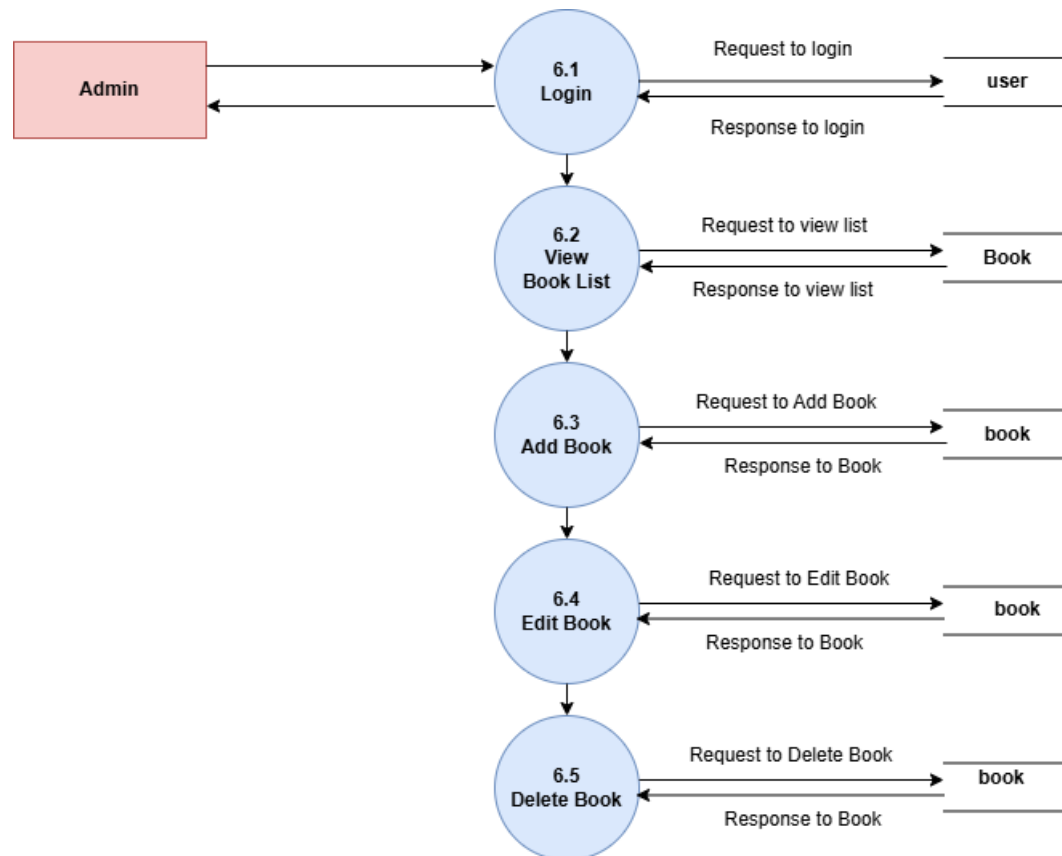 Admin
6.1
Login
Request to login
Response to login
user
6.2
View
Book List
Request to view list
Response to view list
Book
6.3
Add Book
Request to Add Book
Response to Book
book
6.4
Edit Book
Request to Edit Book
Response to Book
book
6.5
Delete Book
Request to Delete Book
Response to Book
book